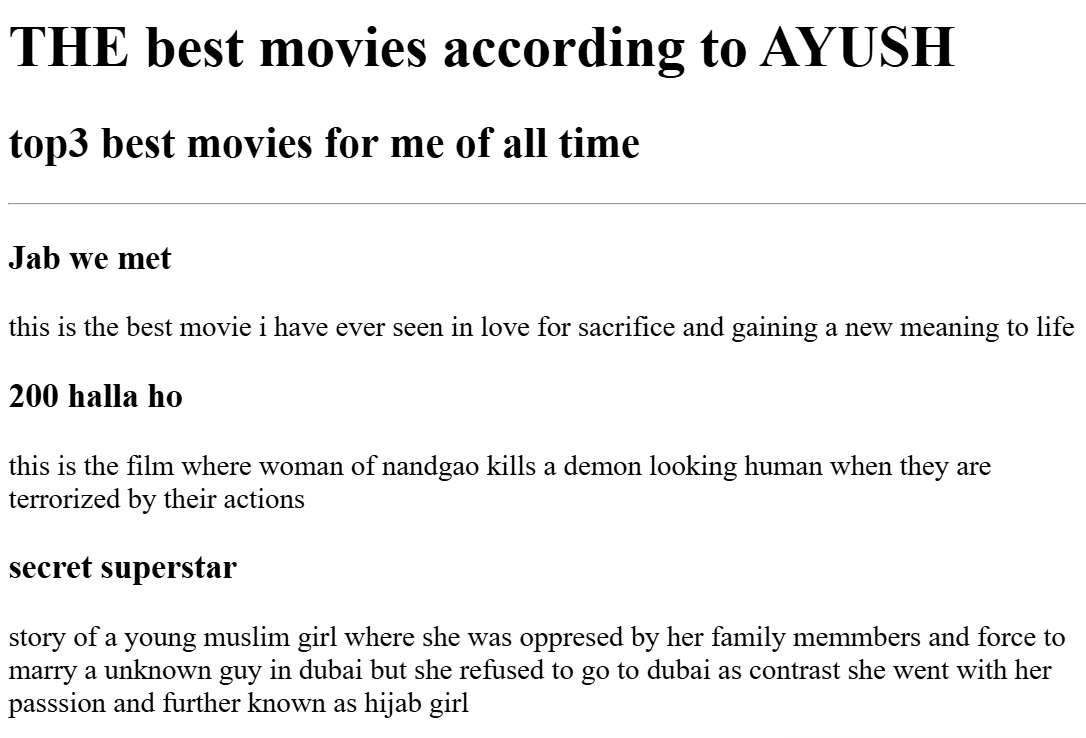 THE best movies according to AYUSH
top3 best movies for me of all time
Jab we met
this is the best movie i have ever seen in love for sacrifice and gaining a new meaning to life
200 halla ho
this is the film where woman of nandgao kills a demon looking human when they are
terrorized by their actions
secret superstar
story of a young muslim girl where she was oppresed by her family memmbers and force to
marry a unknown guy in dubai but she refused to go to dubai as contrast she went with her
passsion and further known as hijab girl